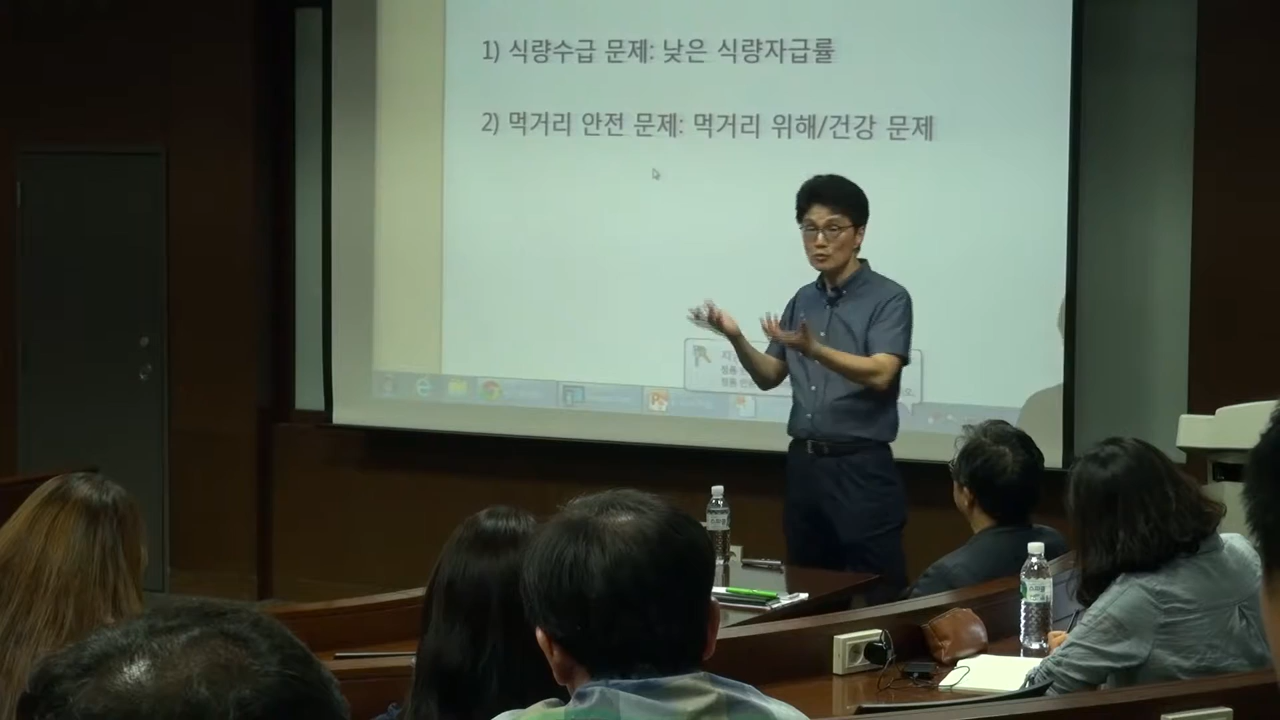 1) 식량수급 문제: 낮은 식량자급률
2) 먹거리 안전 문제: 먹거리 위해/건강 문제